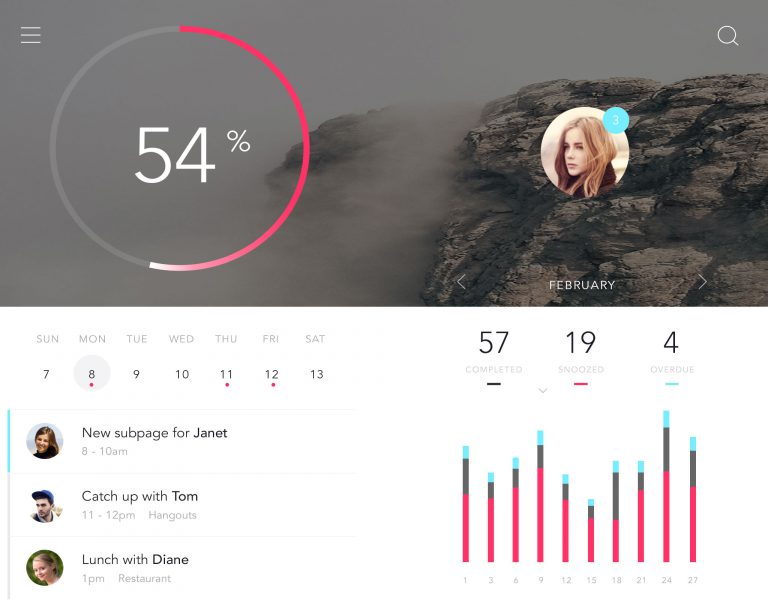 54 %
3
FEBRUARY
SUN MON TUE WED THU FRI SAT
7 8 9 10 11 12 13
New subpage for Janet
8 - 10am
Catch up with Tom
11 - 12pm Hangouts
Lunch with Diane
1pm Restaurant
57 19 4
COMPLETED SNOOZED OVERDUE
1 3 6 9 12 15 18 21 24 27